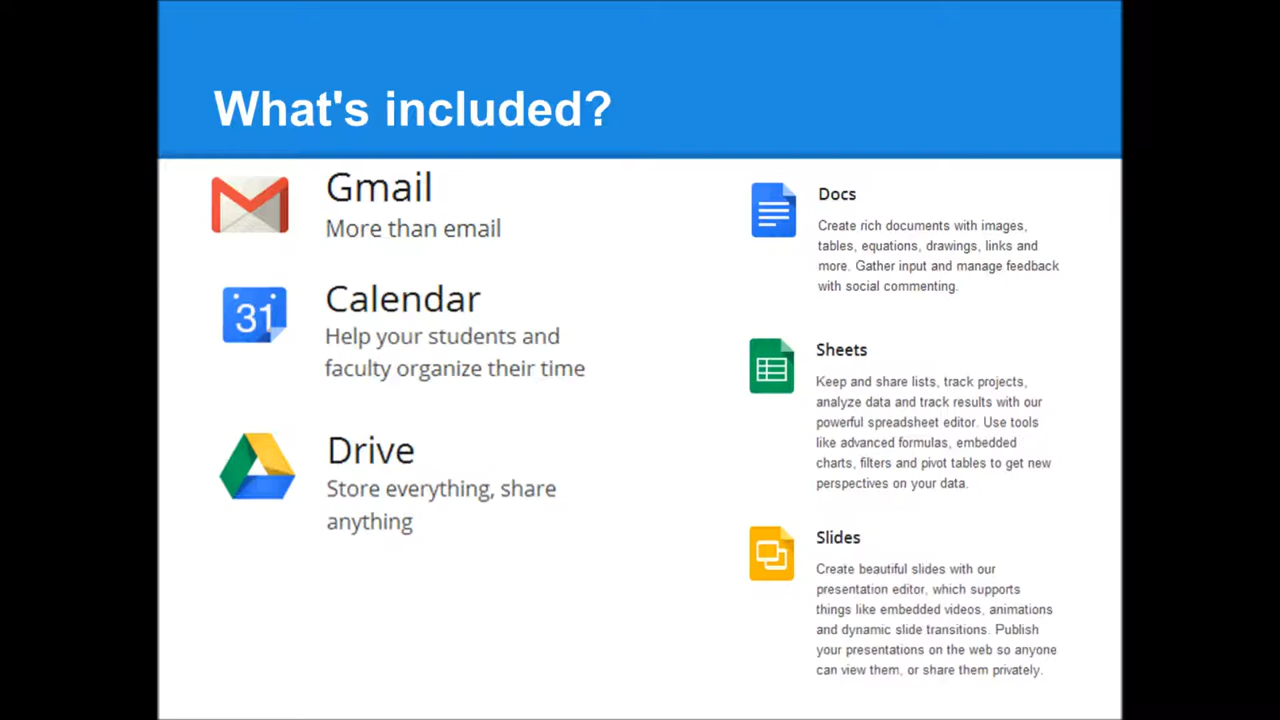 What's included?
Gmail
More than email
31
Calendar
Help your students and
faculty organize their time
Drive
Store everything, share
anything
Docs
Create rich documents with images,
tables, equations, drawings, links and
more. Gather input and manage feedback
with social commenting.
Sheets
Keep and share lists, track projects,
analyze data and track results with our
powerful spreadsheet editor. Use tools
like advanced formulas, embedded
charts, filters and pivot tables to get new
perspectives on your data.
Slides
Create beautiful slides with our
presentation editor, which supports
things like embedded videos, animations
and dynamic slide transitions. Publish
your presentations on the web so anyone
can view them, or share them privately.